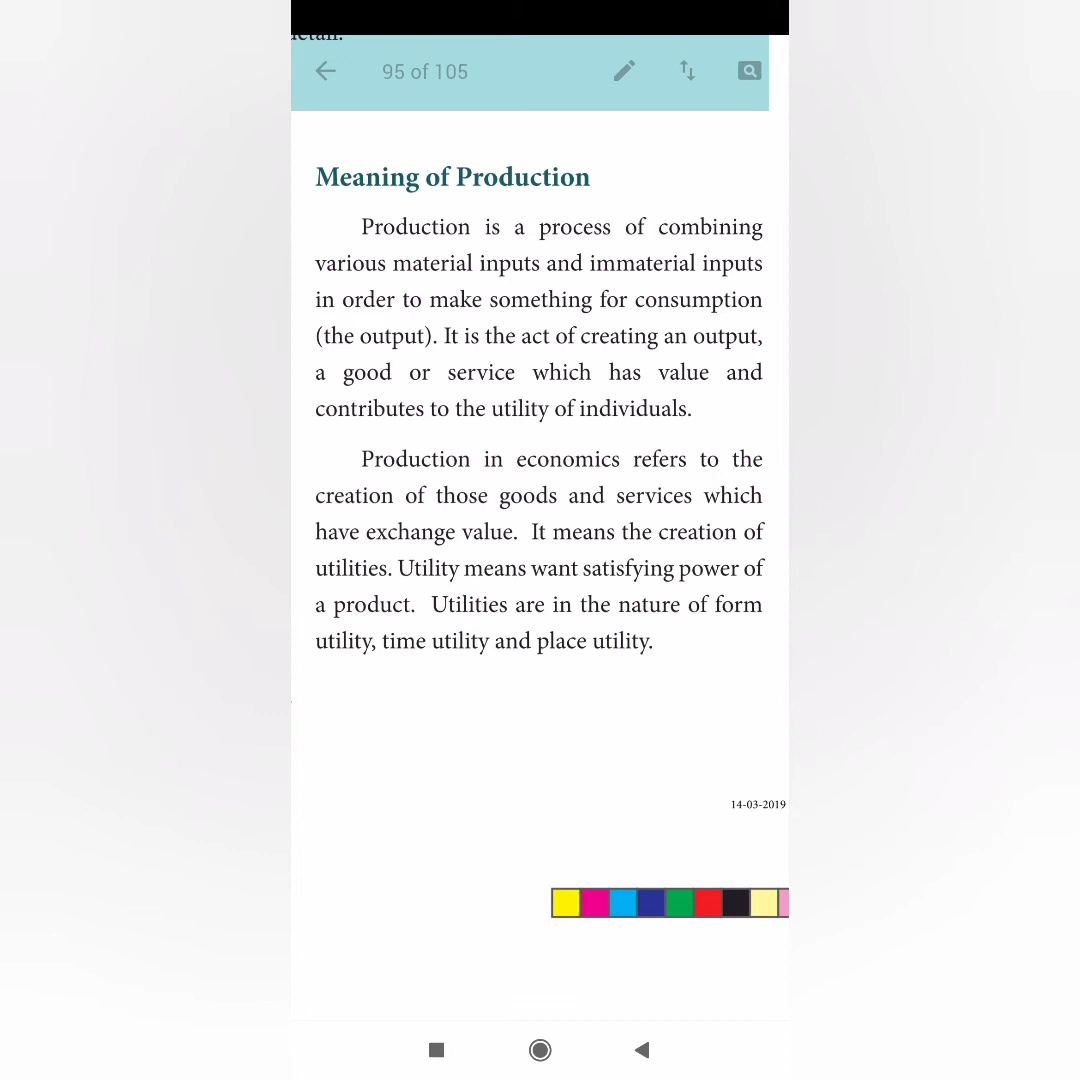 95 of 105
Meaning of Production
Production is a process of combining
various material inputs and immaterial inputs
in order to make something for consumption
(the output). It is the act of creating an output,
a good or service which has value and
contributes to the utility of individuals.
Production in economics refers to the
creation of those goods and services which
have exchange value.  It means the creation of
utilities. Utility means want satisfying power of
a product.  Utilities are in the nature of form
utility, time utility and place utility.
14-03-2019